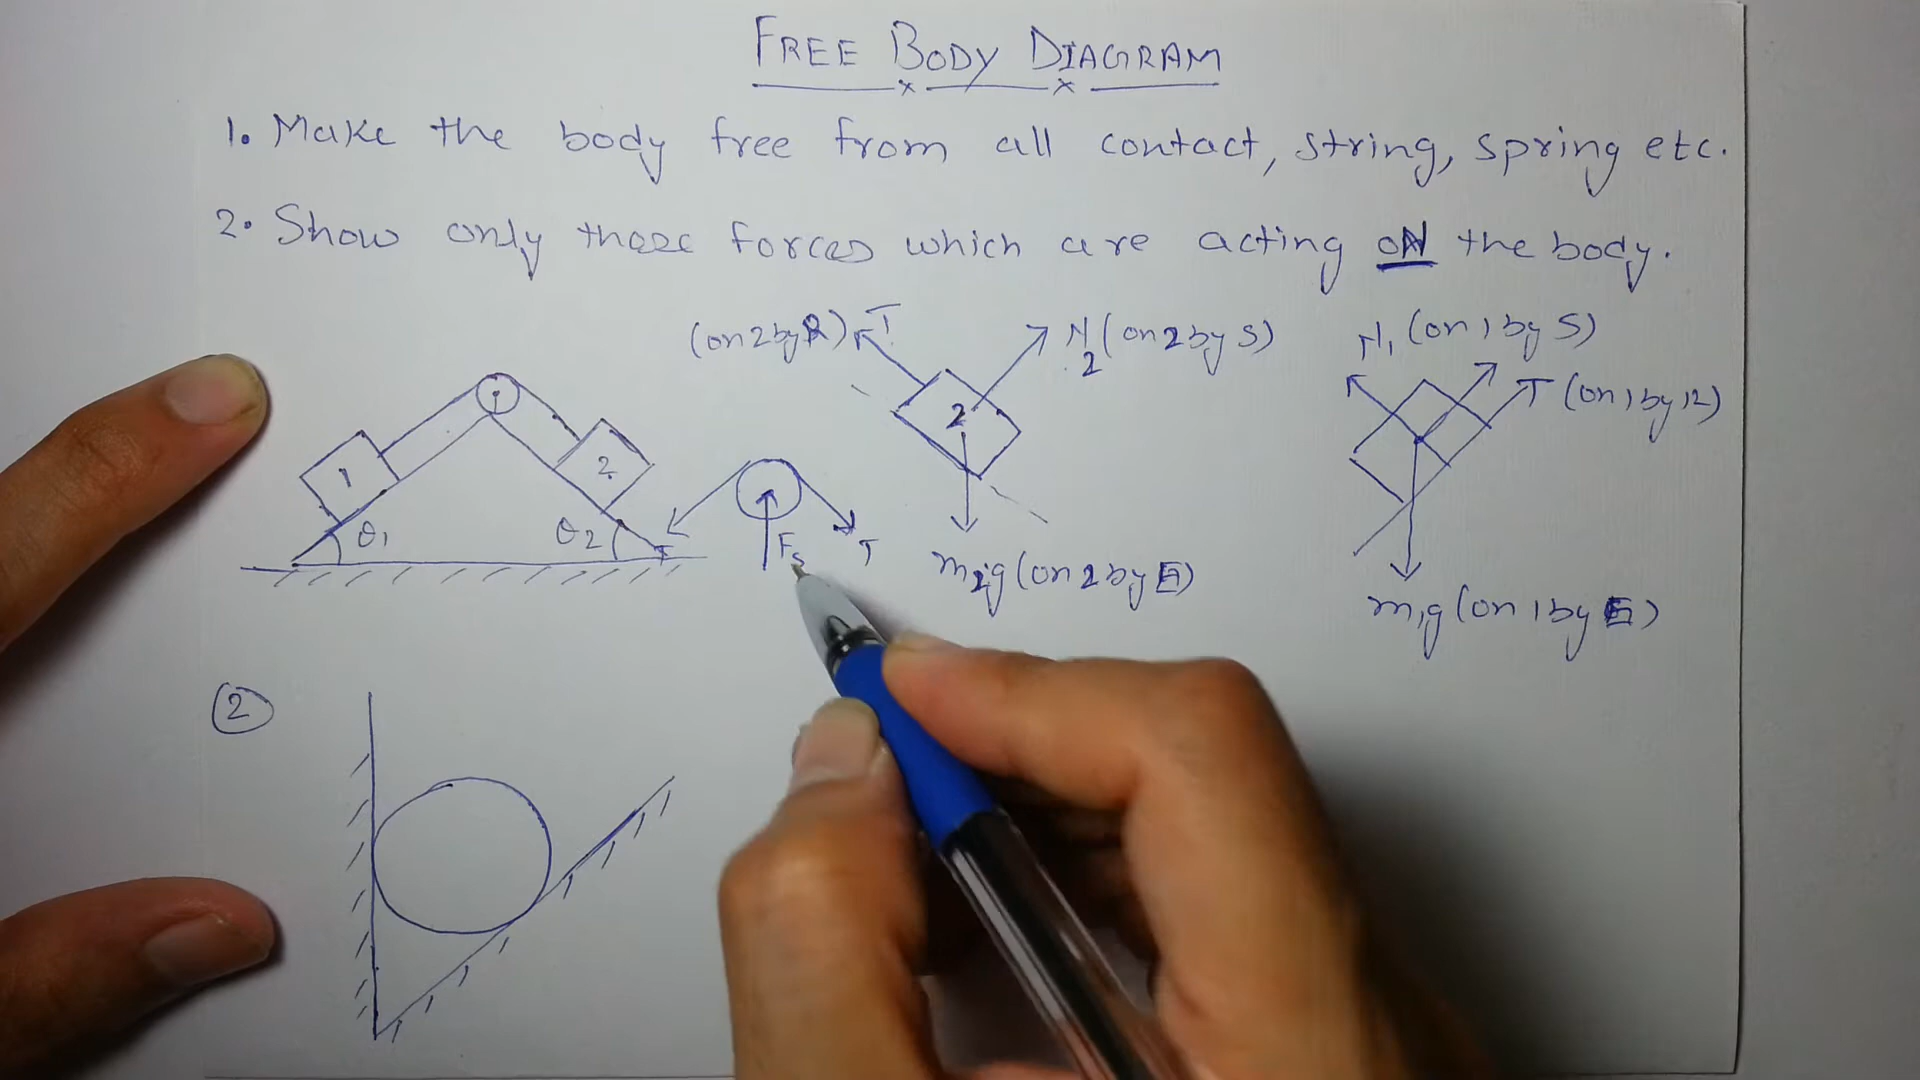 FREE BODY DIAGRAM
1. Make the body free from all contact, string, spring etc.
2. Show only those forces which are acting ON the body.
(on 2 by R) T
N2 (on 2 by S)
N1 (on 1 by S)
T (on 1 by R)
1
2
2
θ1
θ2
T
Fs
T
m2g (on 2 by E)
m1g (on 1 by E)
2